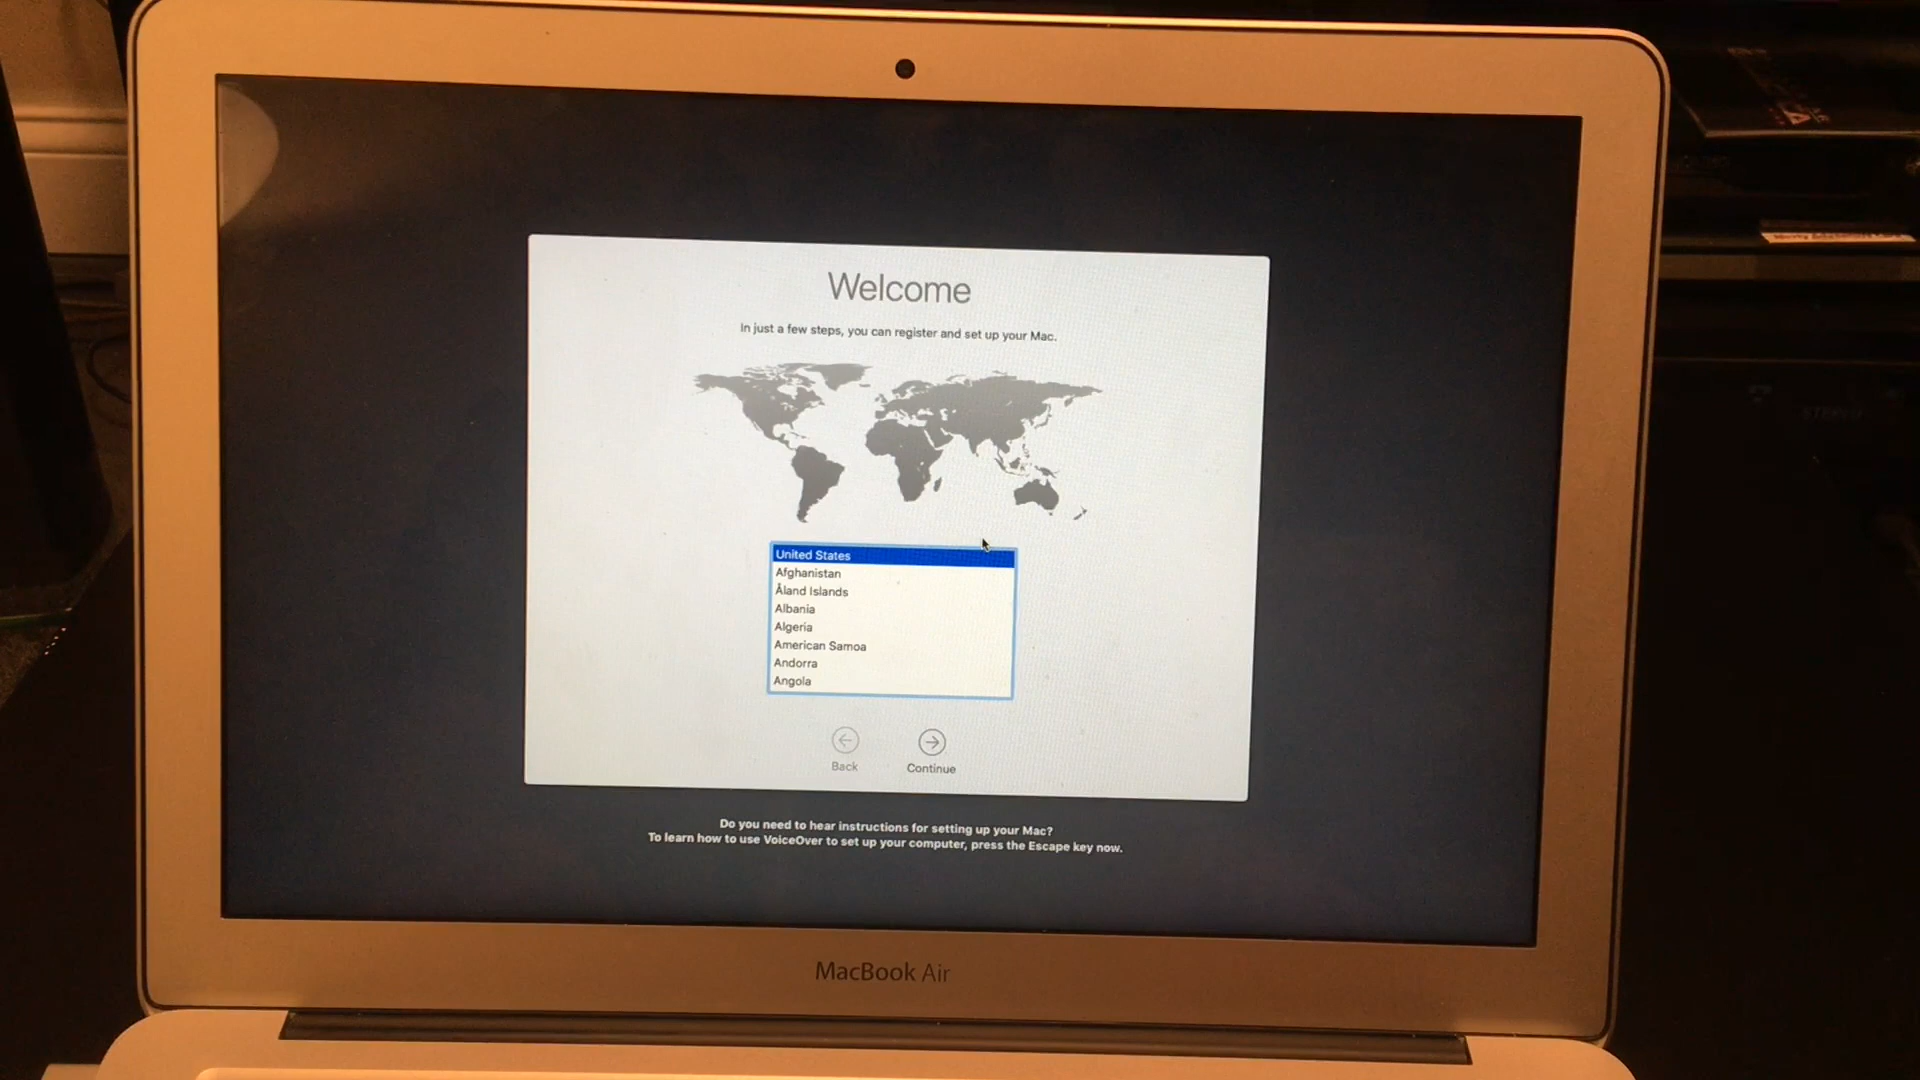 Welcome
In just a few steps, you can register and set up your Mac.
United States
Afghanistan
Åland Islands
Albania
Algeria
American Samoa
Andorra
Angola
Back
Continue
Do you need to hear instructions for setting up your Mac?
To learn how to use VoiceOver to set up your computer, press the Escape key now.
MacBook Air